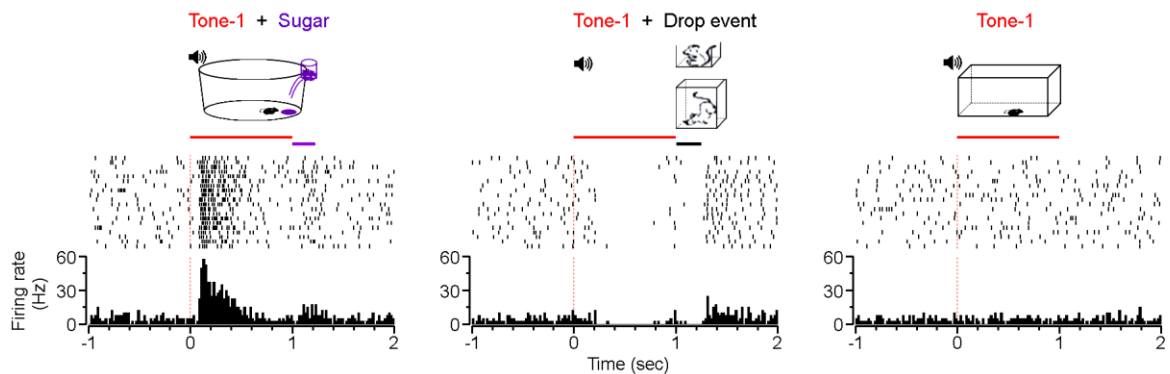 Tone-1 + Sugar
Tone-1 + Drop event
Tone-1
Firing rate
(Hz)
60
30
0
-1 0 1 2
60
30
0
-1 0 1 2
60
30
0
-1 0 1 2
Time (sec)